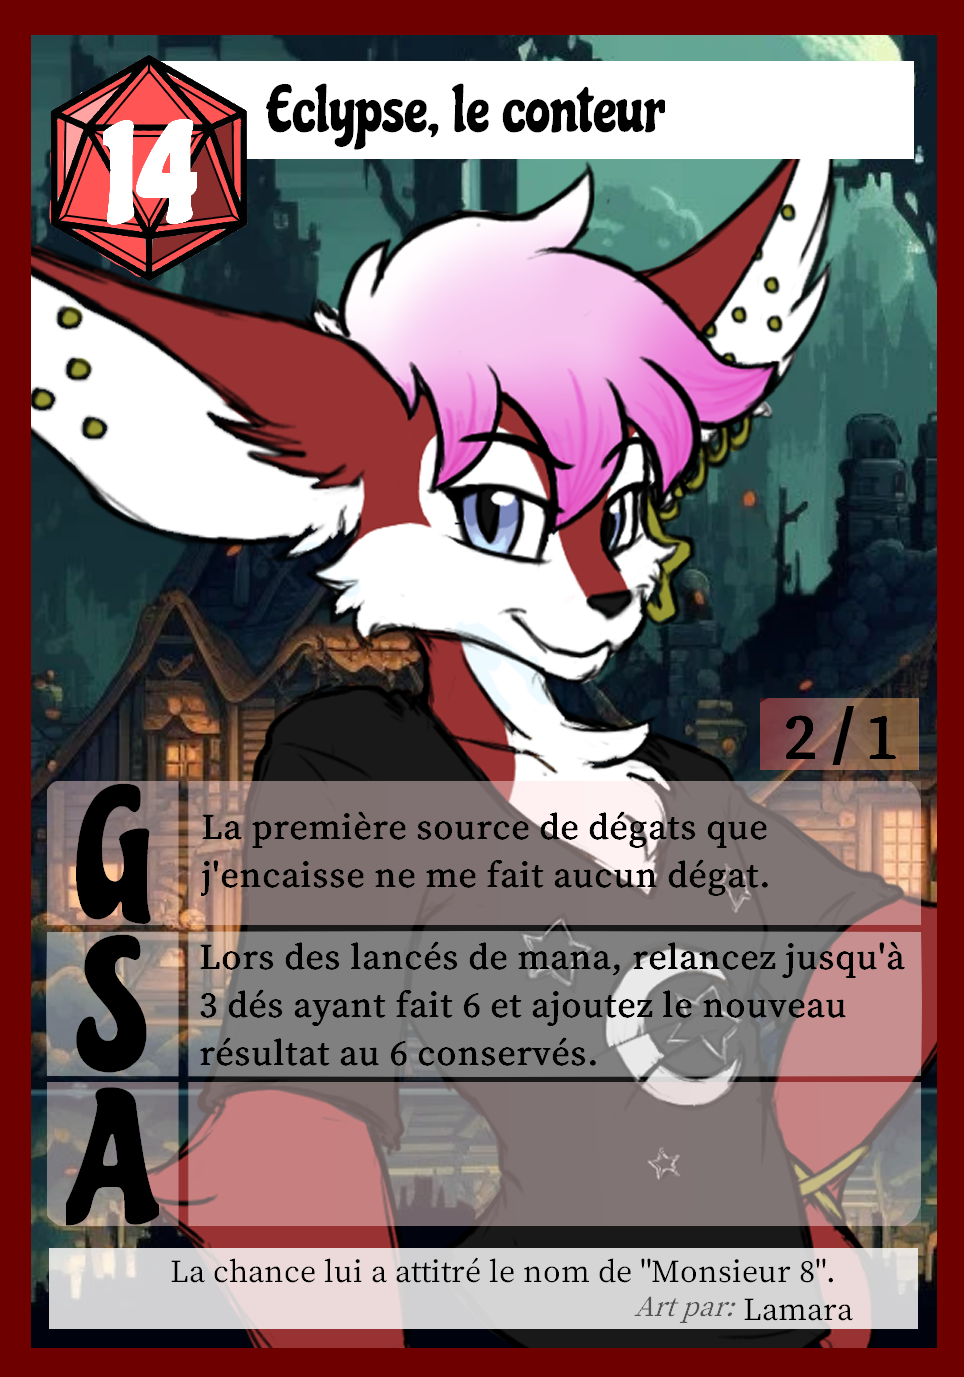 14
Eclypse, le conteur
2 / 1
G
La première source de dégats que
j'encaisse ne me fait aucun dégat.
S
Lors des lancés de mana, relancez jusqu'à
3 dés ayant fait 6 et ajoutez le nouveau
résultat au 6 conservés.
A
La chance lui a attitré le nom de "Monsieur 8".
Art par: Lamara